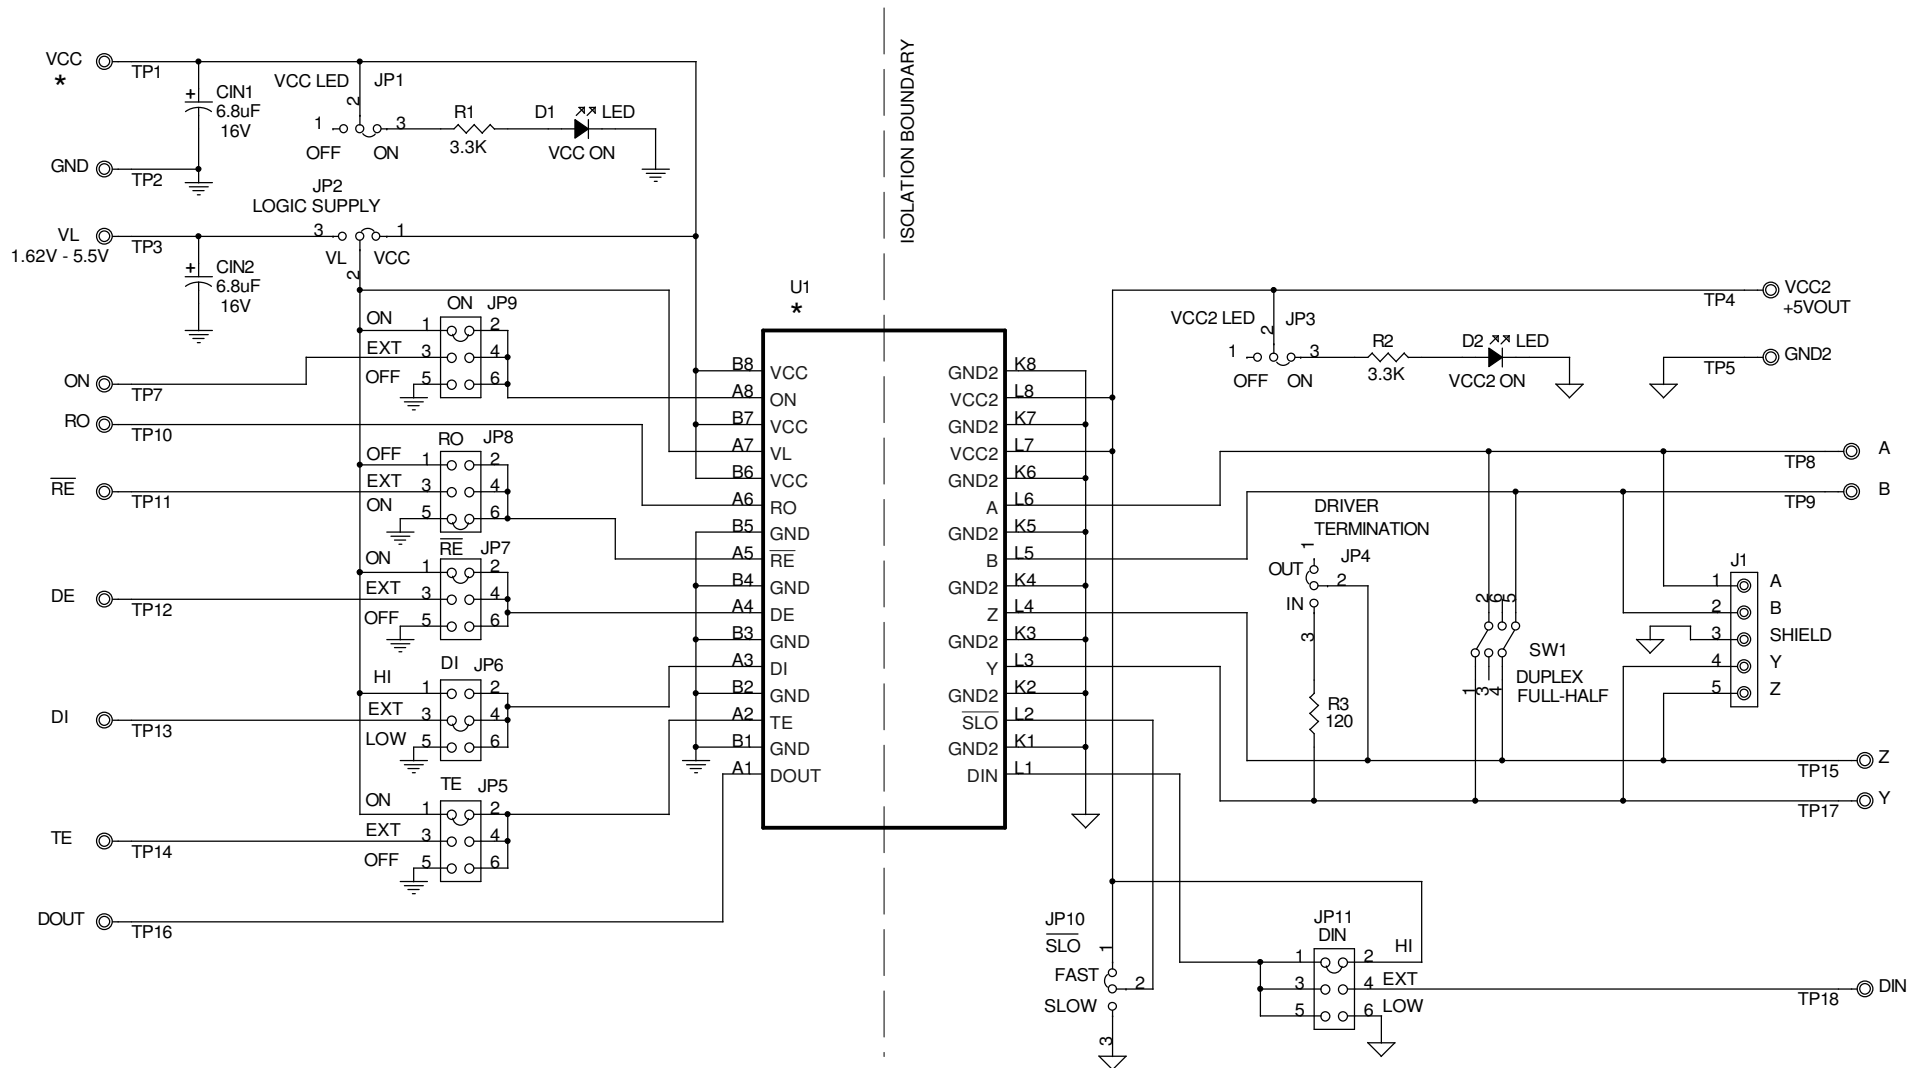 VCC
*
TP1
CIN1
6.8uF
16V
GND
TP2
VCC LED
JP1
2
1
3
OFF
ON
R1
3.3K
D1
LED
VCC ON
JP2
LOGIC SUPPLY
VL
1.62V - 5.5V
TP3
3
1
VL
VCC
2
CIN2
6.8uF
16V
ON
JP9
ON
1
2
EXT
3
4
OFF
5
6
ON
TP7
RO
TP10
RO
JP8
OFF
1
2
EXT
3
4
ON
5
6
RE
TP11
RE
JP7
ON
1
2
EXT
3
4
OFF
5
6
DE
TP12
DI
JP6
HI
1
2
EXT
3
4
LOW
5
6
DI
TP13
TE
JP5
ON
1
2
EXT
3
4
OFF
5
6
TE
TP14
DOUT
TP16
ISOLATION BOUNDARY
U1
*
B8
VCC
A8
ON
B7
VCC
A7
VL
B6
VCC
A6
RO
B5
GND
A5
RE
B4
GND
A4
DE
B3
GND
A3
DI
B2
GND
A2
TE
B1
GND
A1
DOUT
GND2
K8
VCC2
L8
GND2
K7
VCC2
L7
GND2
K6
A
L6
GND2
K5
B
L5
GND2
K4
Z
L4
GND2
K3
Y
L3
GND2
K2
SLO
L2
GND2
K1
DIN
L1
VCC2 LED
JP3
2
1
3
OFF
ON
R2
3.3K
D2
LED
VCC2 ON
TP4
VCC2
+5VOUT
TP5
GND2
TP8
A
TP9
B
DRIVER
TERMINATION
1
JP4
OUT
2
IN
3
R3
120
2
6
5
SW1
DUPLEX
FULL-HALF
1
3
4
J1
1
A
2
B
3
SHIELD
4
Y
5
Z
TP15
Z
TP17
Y
JP10
SLO
1
FAST
2
SLOW
3
JP11
DIN
1
2
HI
3
4
EXT
5
6
LOW
TP18
DIN